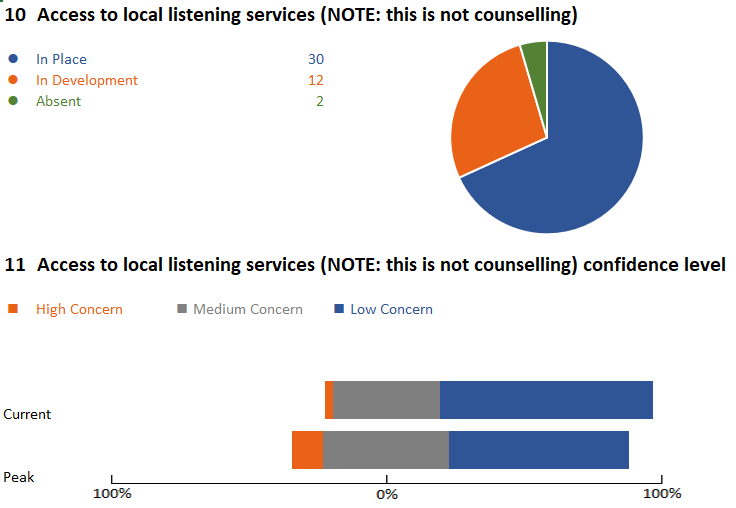 10 Access to local listening services (NOTE: this is not counselling)
In Place 30
In Development 12
Absent 2
11 Access to local listening services (NOTE: this is not counselling) confidence level
High Concern Medium Concern Low Concern
Current
Peak
100% 0% 100%